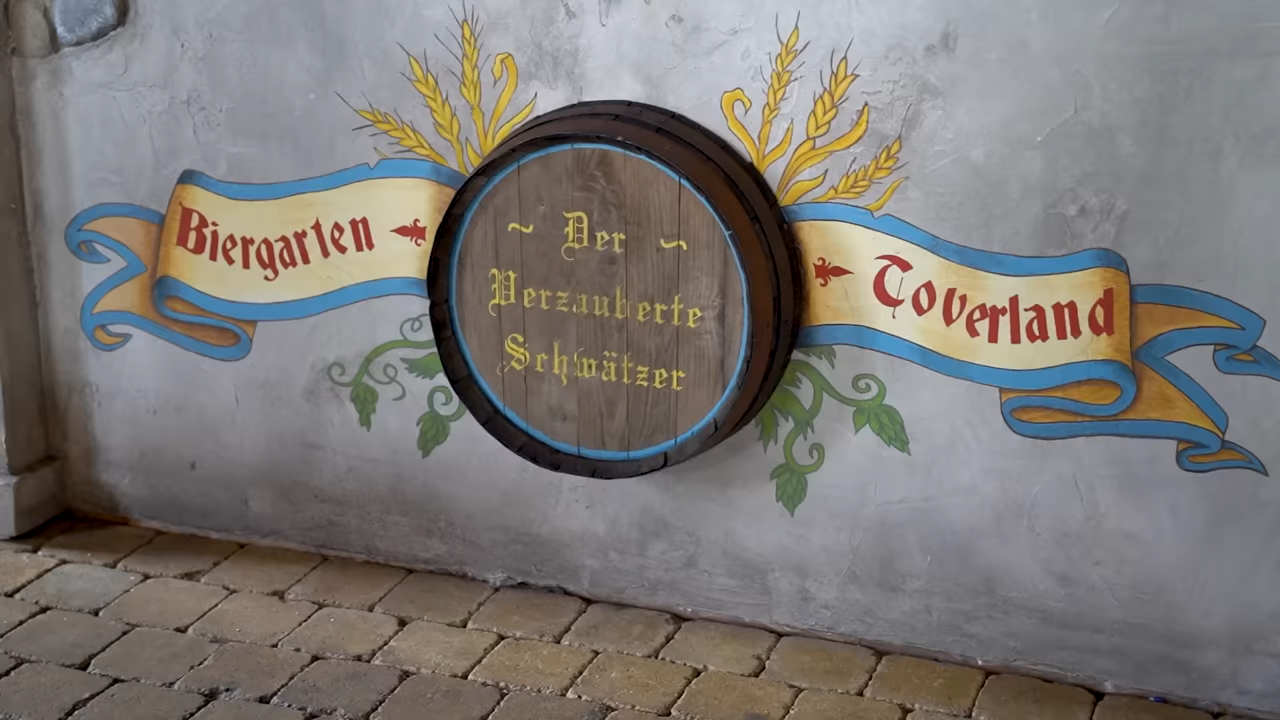 Biergarten
~ Der ~
Verzauberte
Schwätzer
Toverland